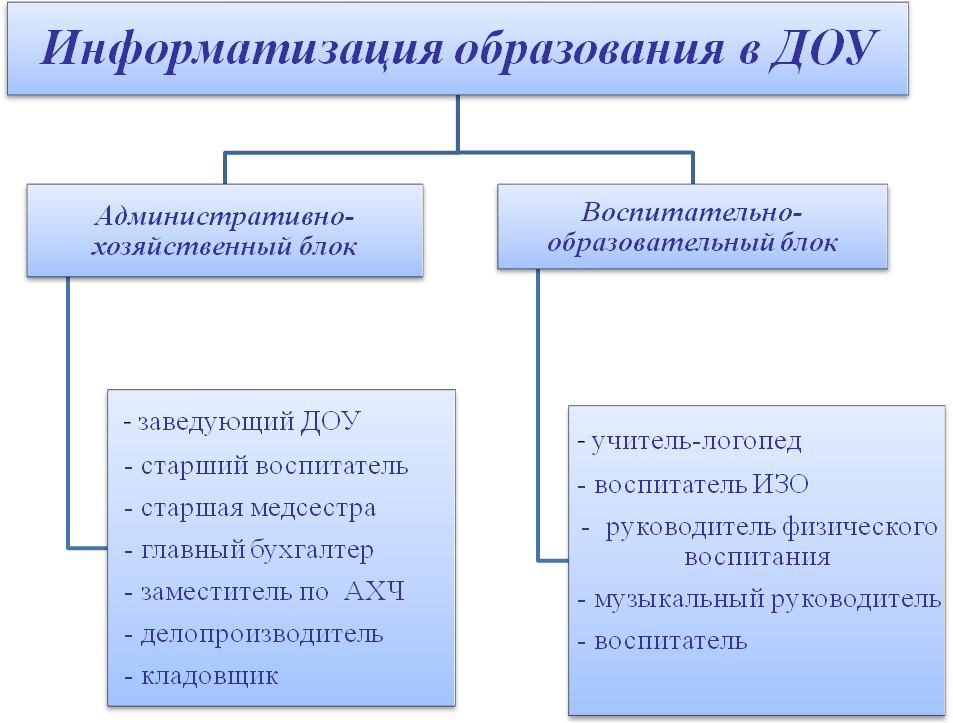 Информатизация образования в ДОУ
Административно-
хозяйственный блок
Воспитательно-
образовательный блок
- заведующий ДОУ
- старший воспитатель
- старшая медсестра
- главный бухгалтер
- заместитель по АХЧ
- делопроизводитель
- кладовщик
- учитель-логопед
- воспитатель ИЗО
- руководитель физического
воспитания
- музыкальный руководитель
- воспитатель